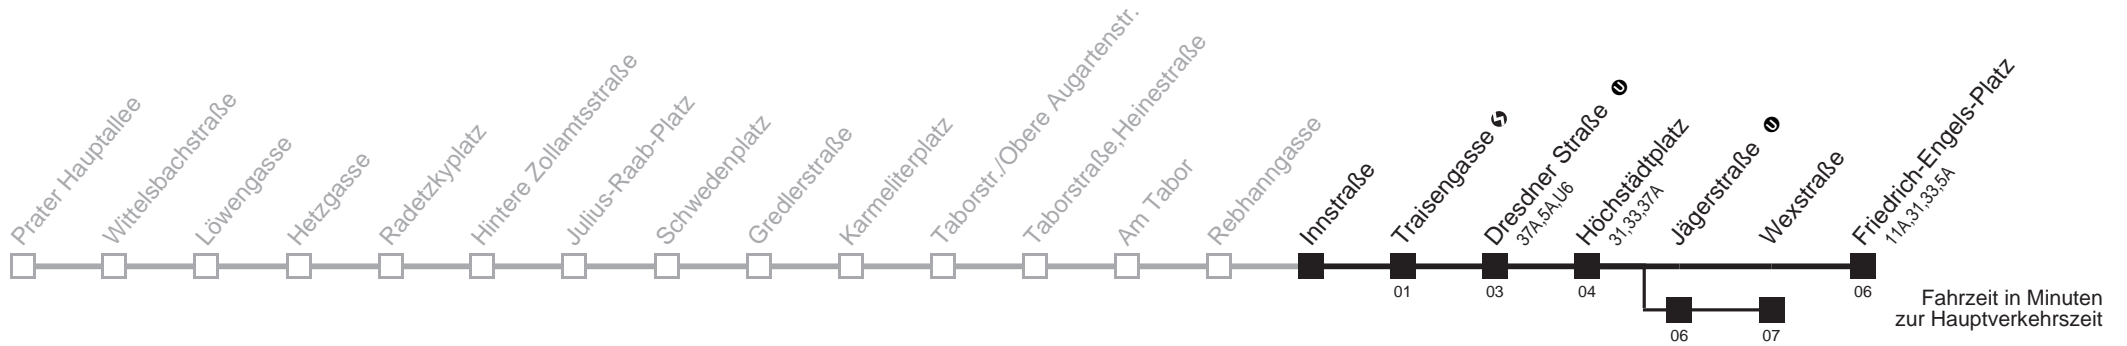 Prater Hauptallee
Wittelsbachstraße
Löwengasse
Hetzgasse
Radetzkyplatz
Hintere Zollamtsstraße
Julius-Raab-Platz
Schwedenplatz
Gredlerstraße
Karmeliterplatz
Taborstr./Obere Augartenstr.
Taborstraße,Heinestraße
Am Tabor
Rebhanngasse
Innstraße
Traisengasse
01
Dresdner Straße U
37A,5A,U6
03
Höchstädtplatz
31,33,37A
04
Jägerstraße U
06
Wexstraße
07
Friedrich-Engels-Platz
11A,31,33,5A
06
Fahrzeit in Minuten
zur Hauptverkehrszeit